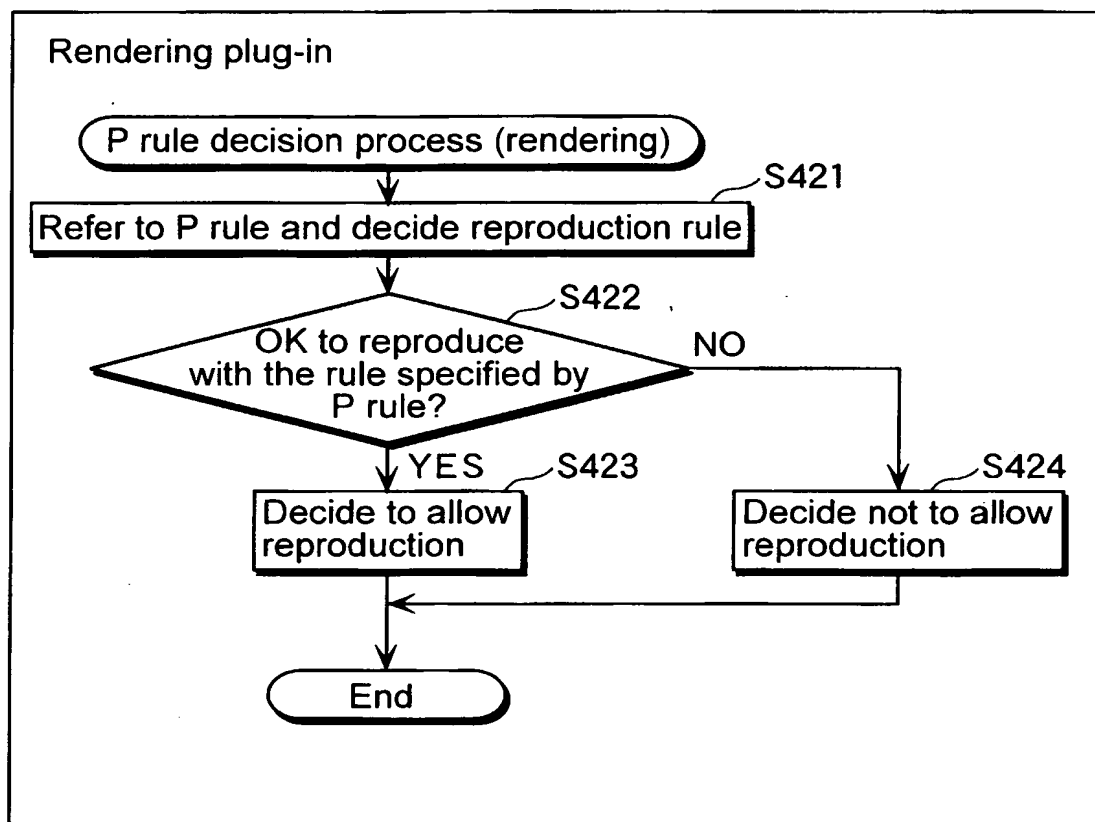 Rendering plug-in
P rule decision process (rendering)
S421
Refer to P rule and decide reproduction rule
S422
OK to reproduce
with the rule specified by
P rule?
NO
YES
S423
S424
Decide to allow
reproduction
Decide not to allow
reproduction
End